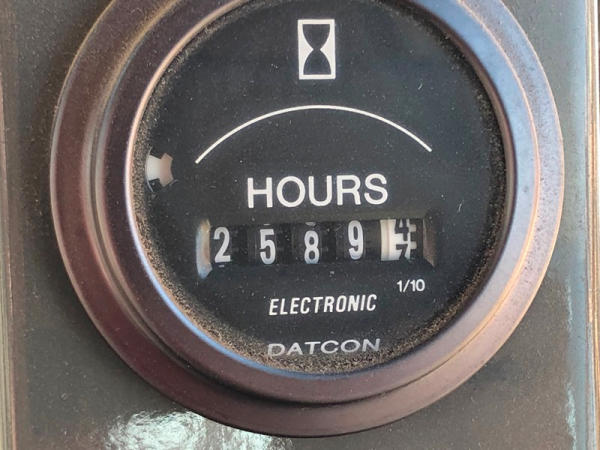 HOURS
2589
1/10
ELECTRONIC
DATCON